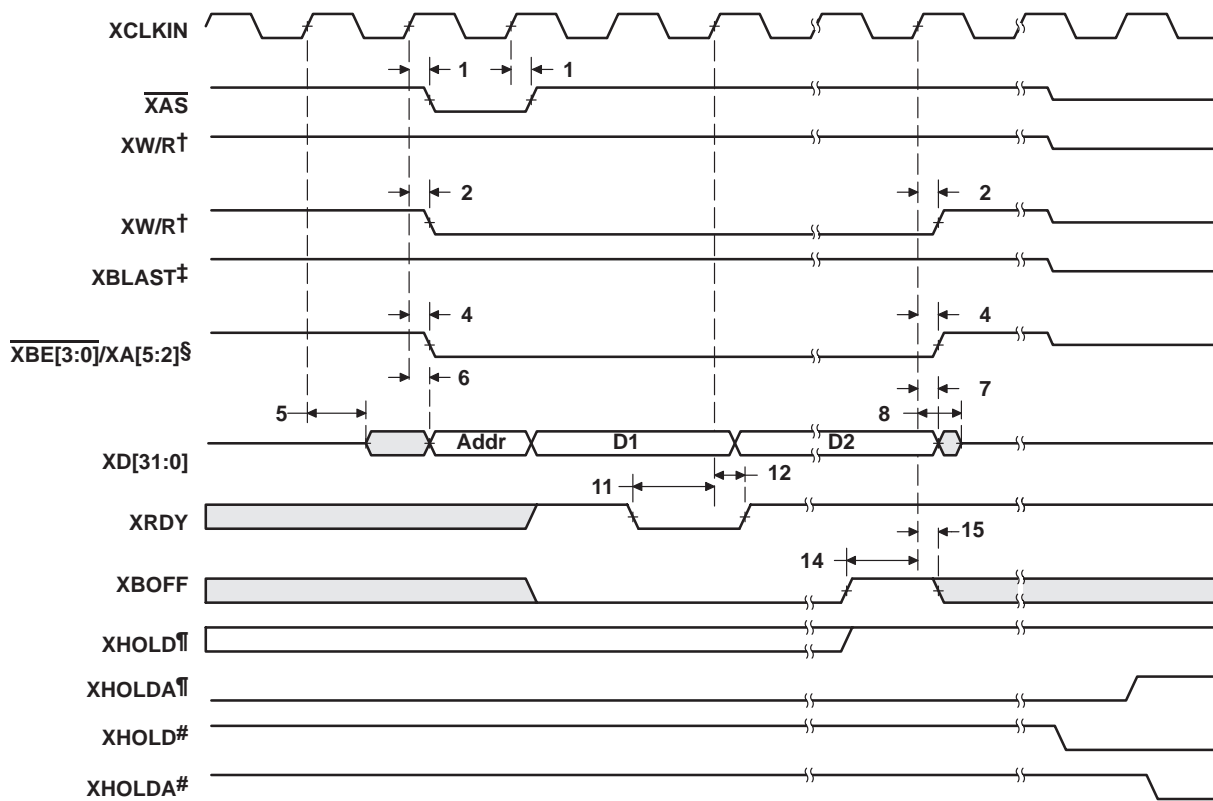 XCLKIN
1 1
XAS
XW/R†
2 2
XW/R†
XBLAST‡
4 4
XBE[3:0]/XA[5:2]§
6 7
5 8
Addr D1 D2
XD[31:0]
11 12
XRDY
15
14
XBOFF
XHOLD¶
XHOLDA¶
XHOLD#
XHOLDA#